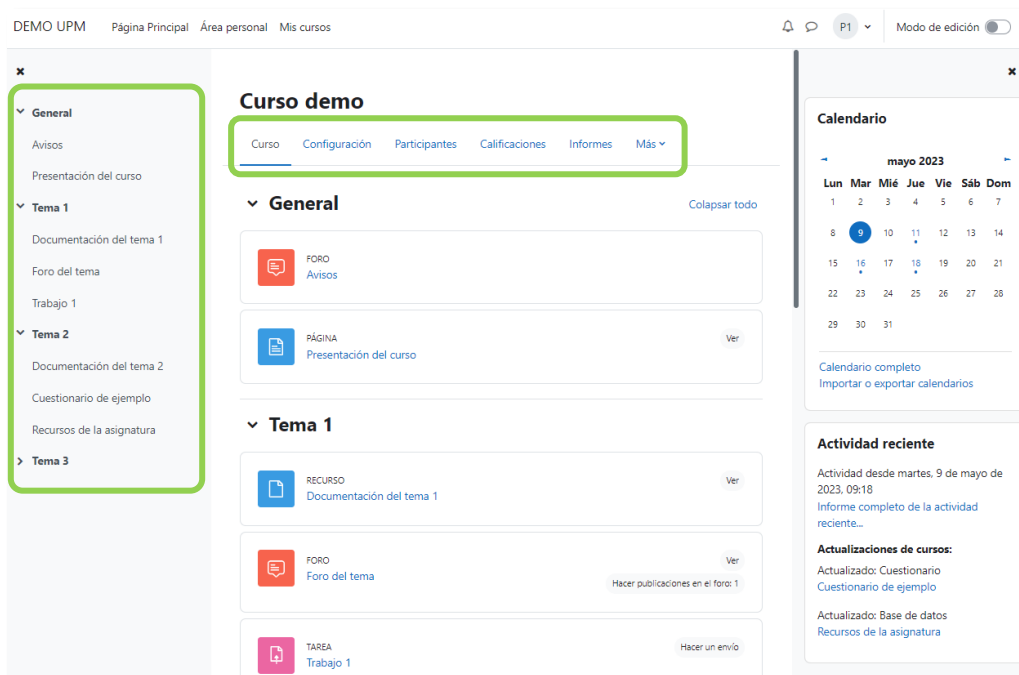 DEMO UPM Página Principal Área personal Mis cursos P1 Modo de edición
General
Avisos
Presentación del curso
Tema 1
Documentación del tema 1
Foro del tema
Trabajo 1
Tema 2
Documentación del tema 2
Cuestionario de ejemplo
Recursos de la asignatura
Tema 3
Curso demo
Curso Configuración Participantes Calificaciones Informes Más
General Colapsar todo
FORO
Avisos
PÁGINA Ver
Presentación del curso
Tema 1
RECURSO Ver
Documentación del tema 1
FORO Ver
Foro del tema
Hacer publicaciones en el foro: 1
TAREA Hacer un envío
Trabajo 1
Calendario
mayo 2023
Lun Mar Mié Jue Vie Sáb Dom
1 2 3 4 5 6 7
8 9 10 11 12 13 14
15 16 17 18 19 20 21
22 23 24 25 26 27 28
29 30 31
Calendario completo
Importar o exportar calendarios
Actividad reciente
Actividad desde martes, 9 de mayo de
2023, 09:18
Informe completo de la actividad
reciente...
Actualizaciones de cursos:
Actualizado: Cuestionario
Cuestionario de ejemplo
Actualizado: Base de datos
Recursos de la asignatura